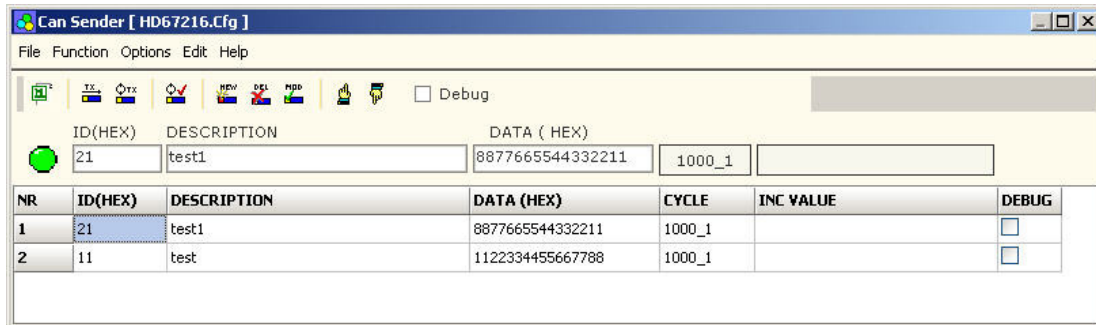 Can Sender [ HD67216.Cfg ]
File Function Options Edit Help
TX TX NEW DEL MOD Debug
ID(HEX) DESCRIPTION DATA ( HEX)
21 test1 8877665544332211 1000_1
NR ID(HEX) DESCRIPTION DATA (HEX) CYCLE INC VALUE DEBUG
1 21 test1 8877665544332211 1000_1
2 11 test 1122334455667788 1000_1